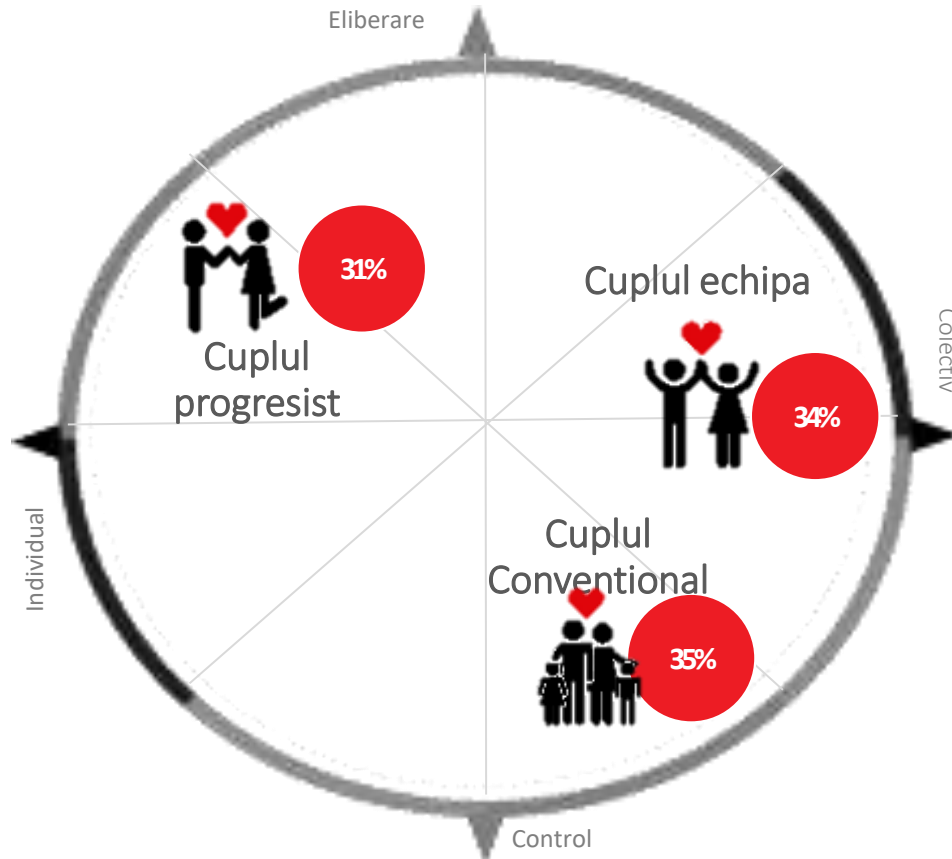 Eliberare
31%
Cuplul echipa
Cuplul
progresist
Colectiv
34%
Individual
Cuplul
Conventional
35%
Control